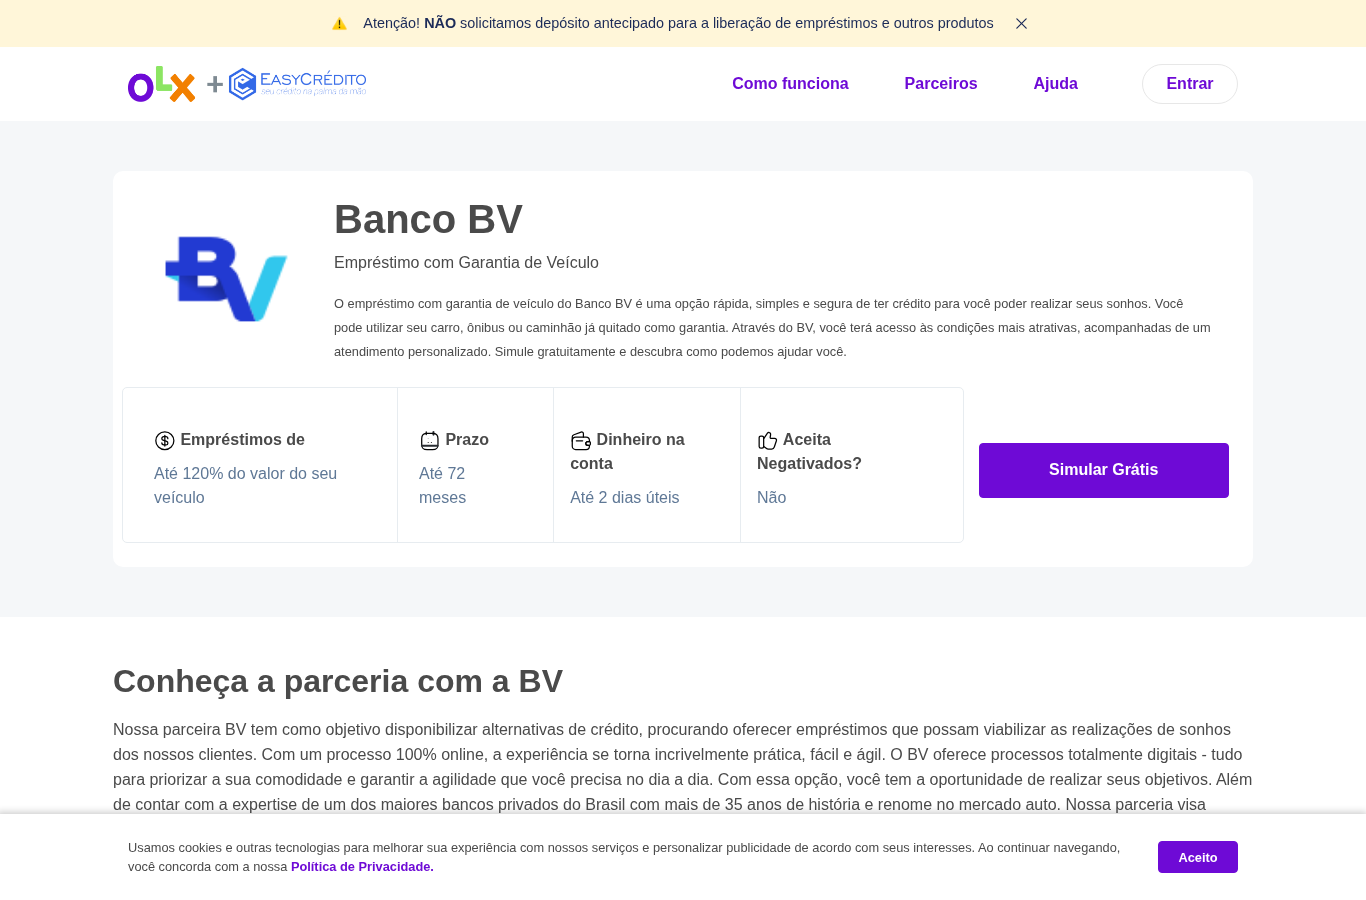 Atenção! NÃO solicitamos depósito antecipado para a liberação de empréstimos e outros produtos
OLX + EASYCRÉDITO
seu crédito na palma da mão
Como funciona
Parceiros
Ajuda
Entrar
BV
Banco BV
Empréstimo com Garantia de Veículo
O empréstimo com garantia de veículo do Banco BV é uma opção rápida, simples e segura de ter crédito para você poder realizar seus sonhos. Você
pode utilizar seu carro, ônibus ou caminhão já quitado como garantia. Através do BV, você terá acesso às condições mais atrativas, acompanhadas de um
atendimento personalizado. Simule gratuitamente e descubra como podemos ajudar você.
Empréstimos de
Até 120% do valor do seu
veículo
Prazo
Até 72
meses
Dinheiro na
conta
Até 2 dias úteis
Aceita
Negativados?
Não
Simular Grátis
Conheça a parceria com a BV
Nossa parceira BV tem como objetivo disponibilizar alternativas de crédito, procurando oferecer empréstimos que possam viabilizar as realizações de sonhos
dos nossos clientes. Com um processo 100% online, a experiência se torna incrivelmente prática, fácil e ágil. O BV oferece processos totalmente digitais - tudo
para priorizar a sua comodidade e garantir a agilidade que você precisa no dia a dia. Com essa opção, você tem a oportunidade de realizar seus objetivos. Além
de contar com a expertise de um dos maiores bancos privados do Brasil com mais de 35 anos de história e renome no mercado auto. Nossa parceria visa
Usamos cookies e outras tecnologias para melhorar sua experiência com nossos serviços e personalizar publicidade de acordo com seus interesses. Ao continuar navegando,
você concorda com a nossa Política de Privacidade.
Aceito